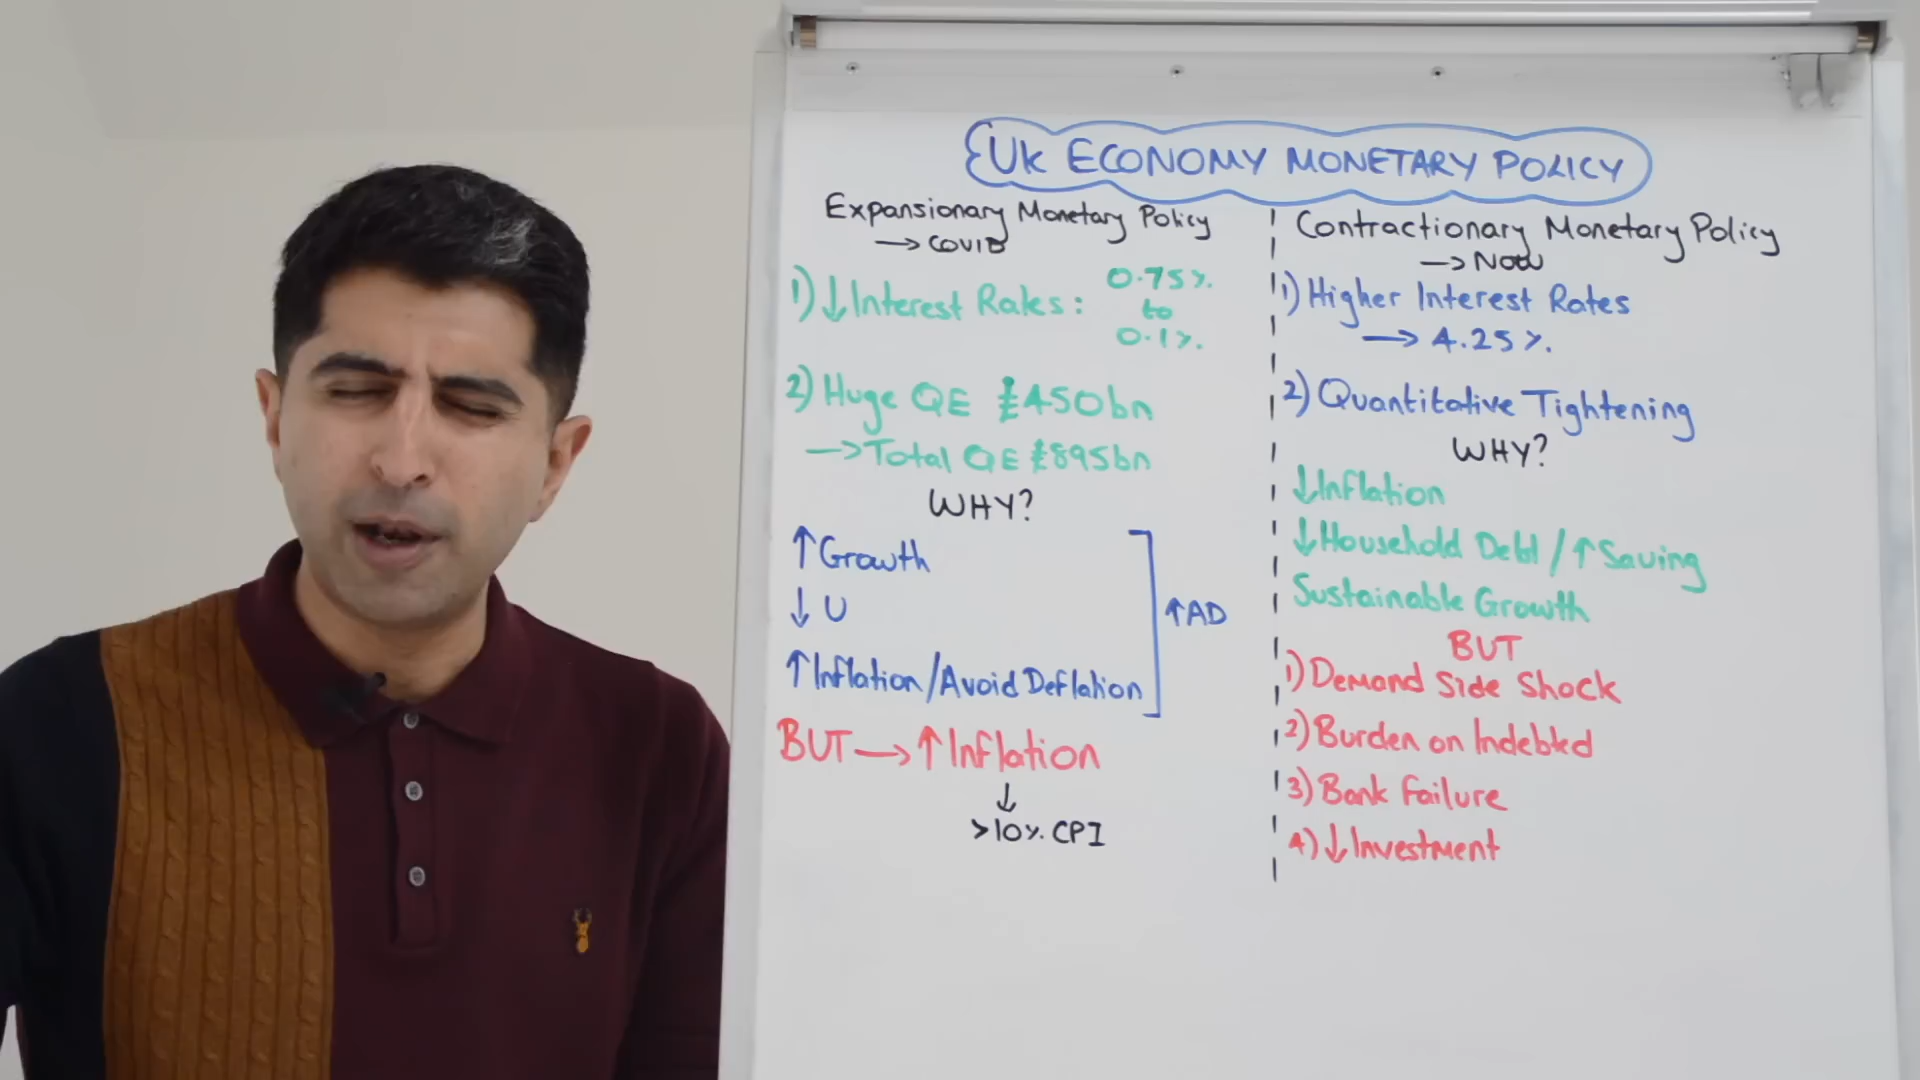 UK ECONOMY MONETARY POLICY
Expansionary Monetary Policy
→ COVID
1) ↓ Interest Rates: 0.75%
to
0.1%
2) Huge QE £450bn
→ Total QE £895bn
WHY?
↑ Growth
↓ U
↑ Inflation / Avoid Deflation
↑ AD
BUT → ↑ Inflation
↓
>10% CPI
Contractionary Monetary Policy
→ NOW
1) Higher Interest Rates
→ 4.25%
2) Quantitative Tightening
WHY?
↓ Inflation
↓ Household Debt / ↑ Saving
Sustainable Growth
BUT
1) Demand Side Shock
2) Burden on Indebted
3) Bank Failure
4) ↓ Investment